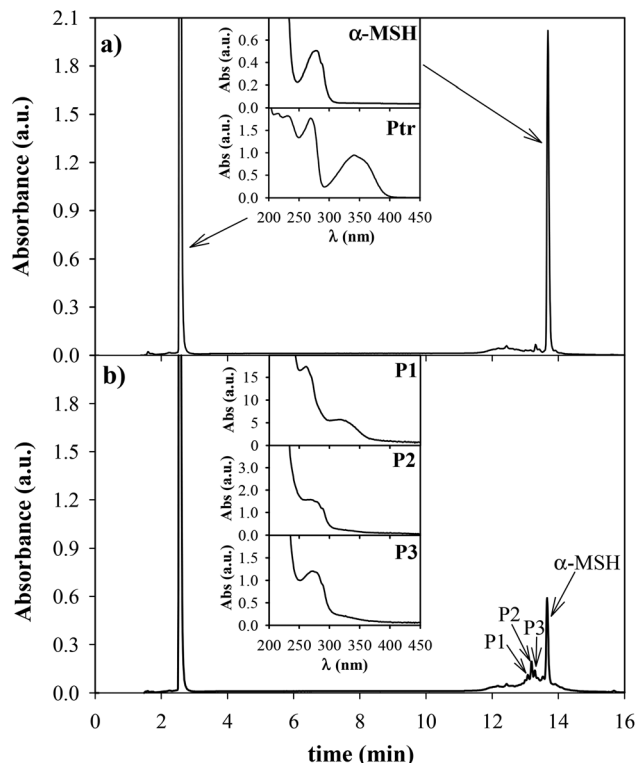 a)
Absorbance (a.u.)
2.1
1.8
1.5
1.2
0.9
0.6
0.3
0.0
α-MSH
Abs (a.u.)
0.6
0.4
0.2
0.0
Ptr
Abs (a.u.)
1.5
1.0
0.5
0.0
200 250 300 350 400 450
λ (nm)
b)
Absorbance (a.u.)
1.8
1.5
1.2
0.9
0.6
0.3
0.0
P1
Abs (a.u.)
15
10
5
0
P2
Abs (a.u.)
3.0
2.0
1.0
0.0
P3
Abs (a.u.)
1.5
1.0
0.5
0.0
200 250 300 350 400 450
λ (nm)
α-MSH
P2
P1
P3
0 2 4 6 8 10 12 14 16
time (min)